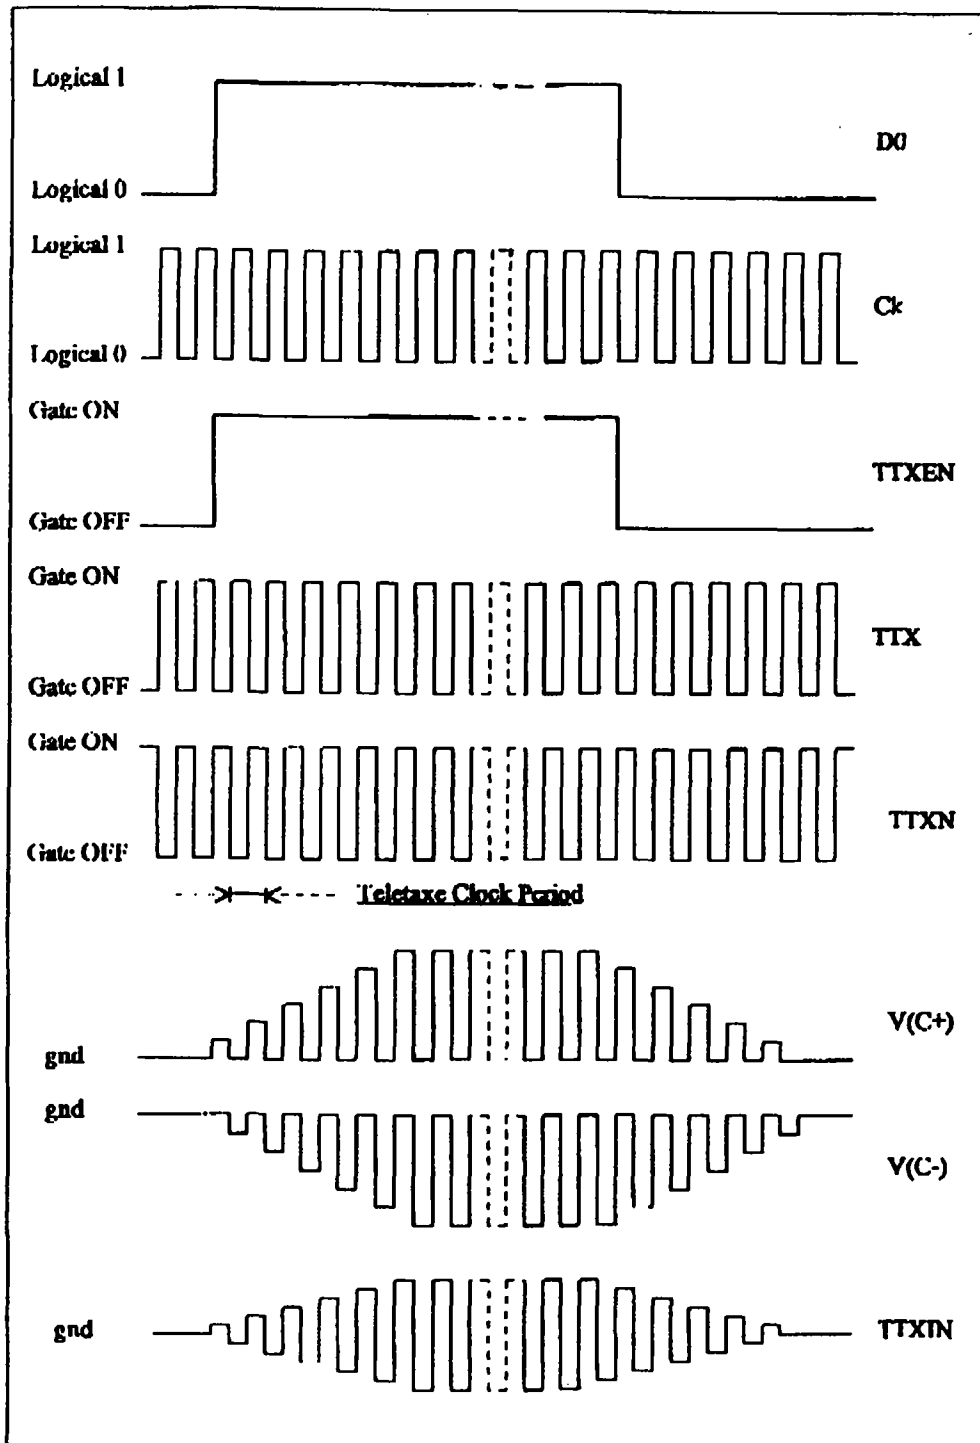 Logical 1
D0
Logical 0
Logical 1
Ck
Logical 0
Gate ON
TTXEN
Gate OFF
Gate ON
TTX
Gate OFF
Gate ON
TTXN
Gate OFF
Teletaxe Clock Period
V(C+)
gnd
gnd
V(C-)
gnd
TTXIN